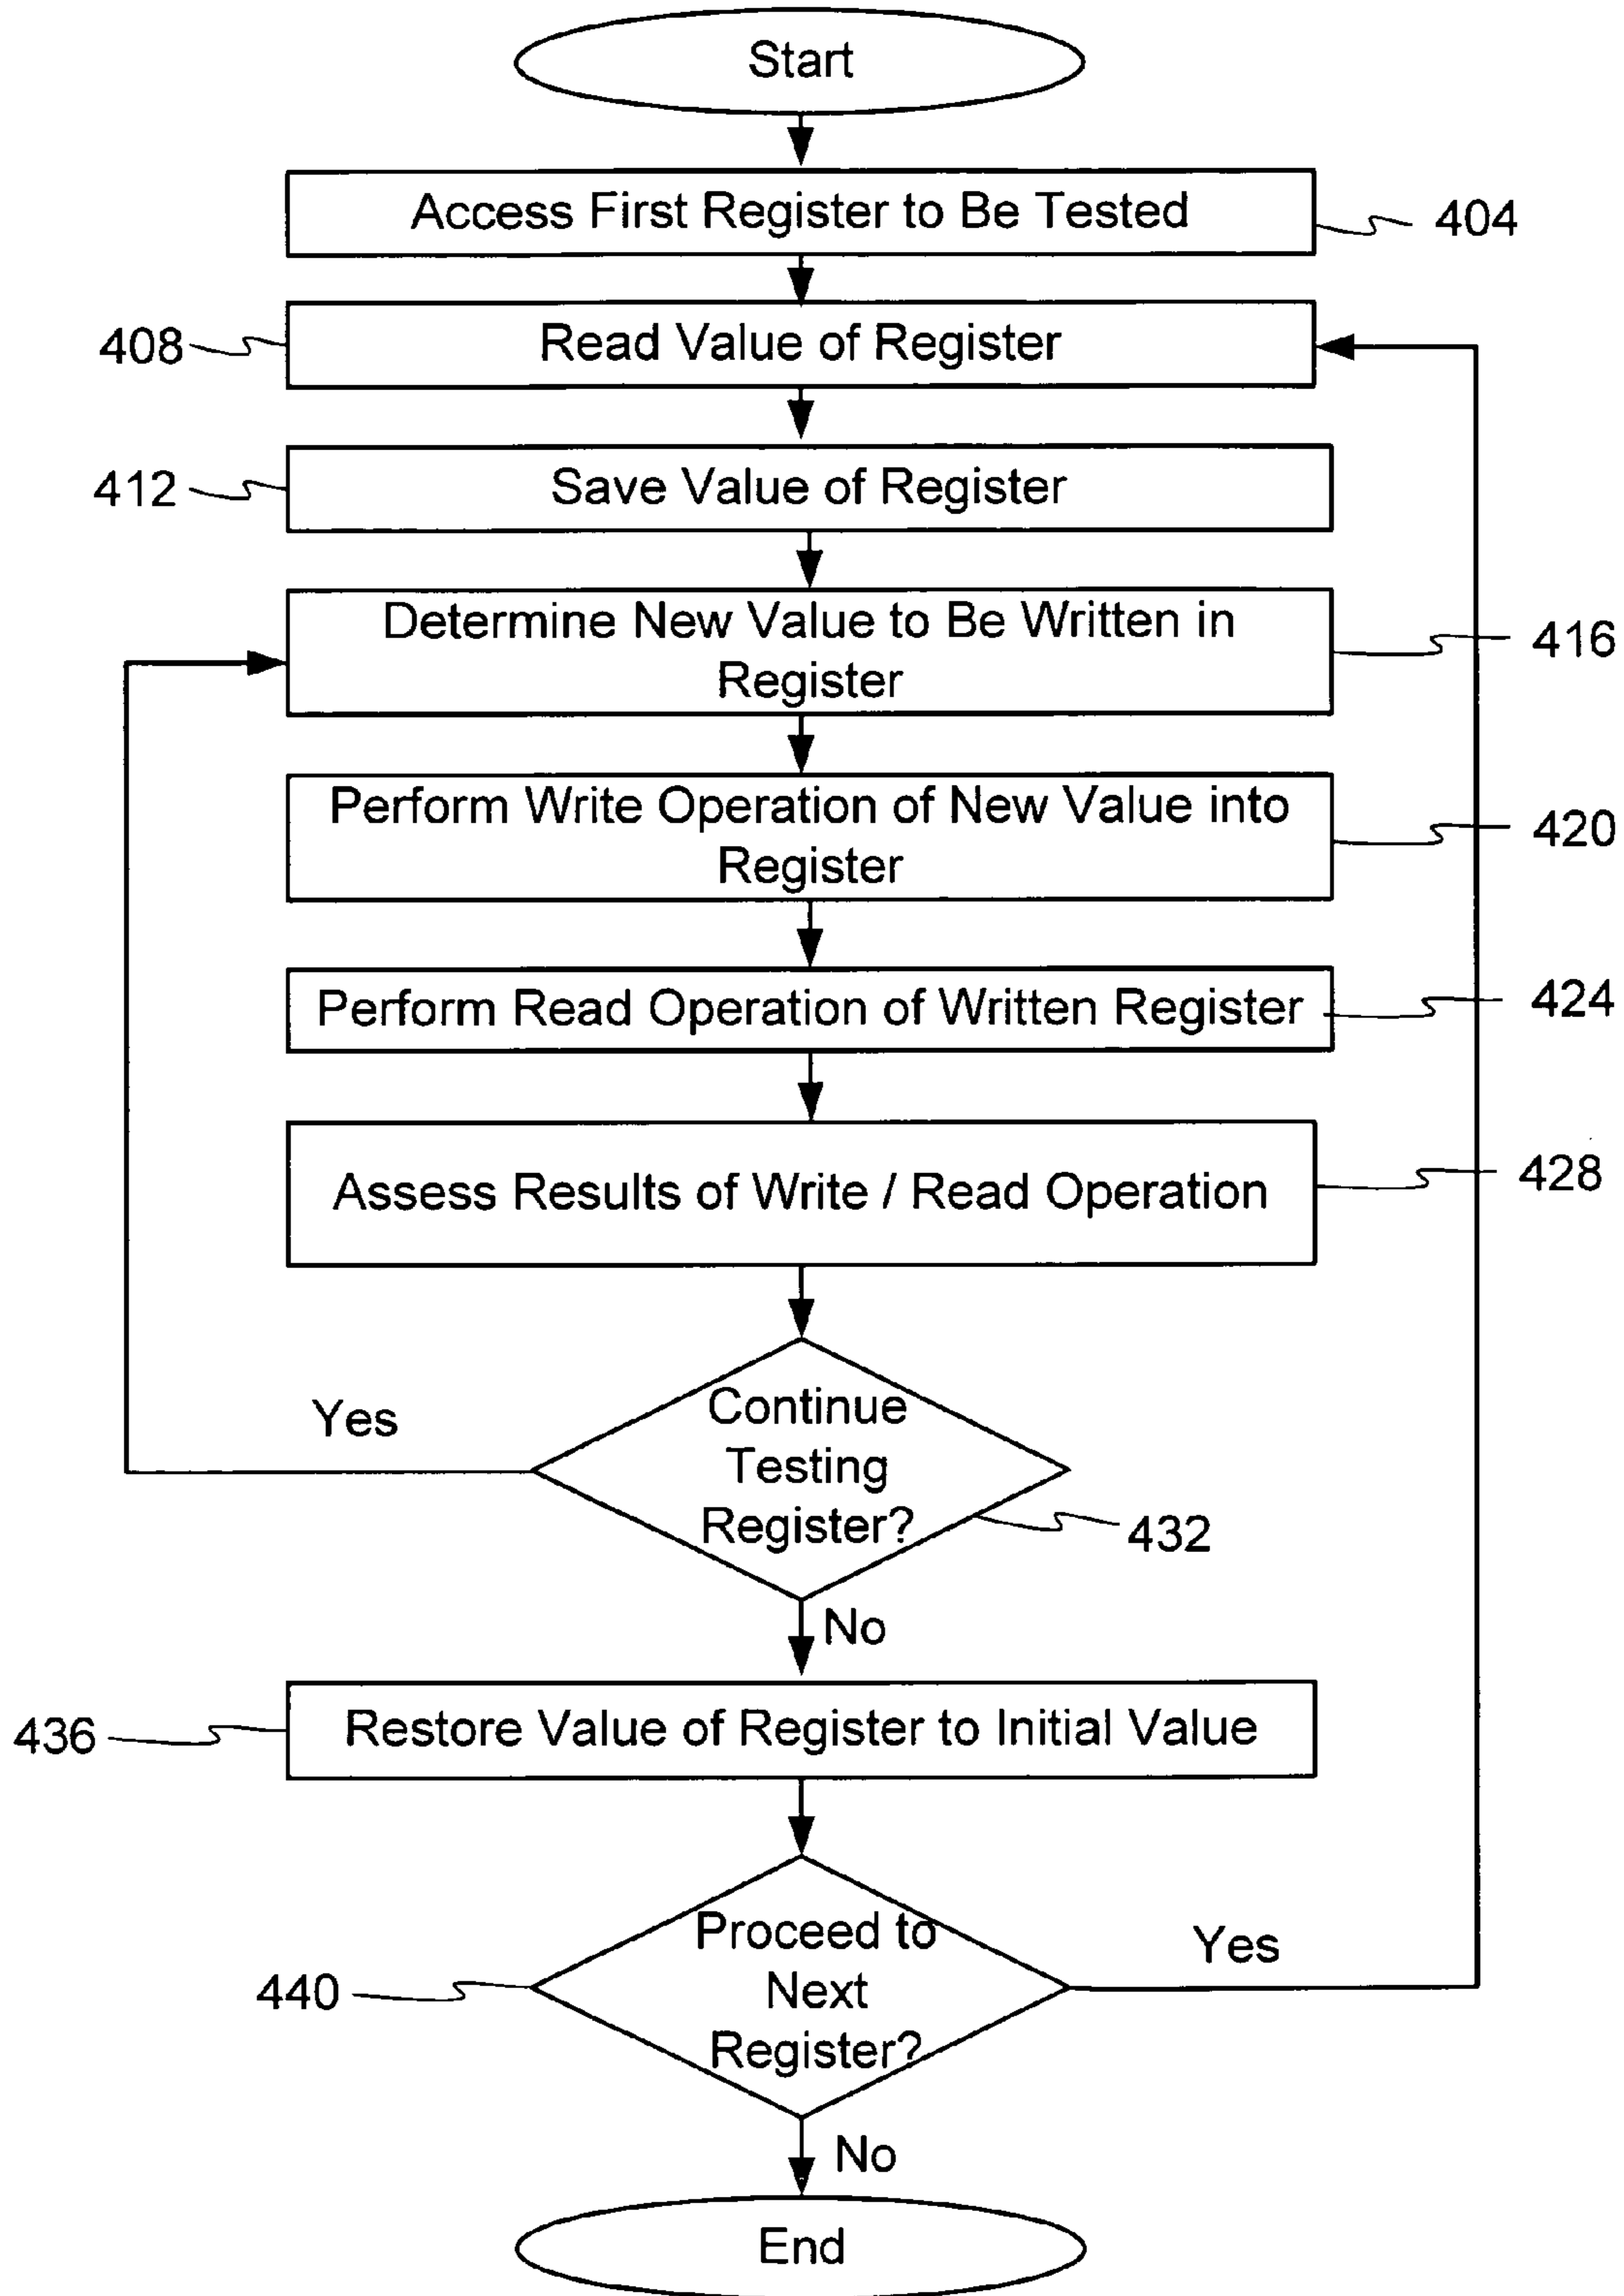 Start
Access First Register to Be Tested
404
408
Read Value of Register
412
Save Value of Register
Determine New Value to Be Written in
Register
416
Perform Write Operation of New Value into
Register
420
Perform Read Operation of Written Register
424
Assess Results of Write / Read Operation
428
Yes
Continue
Testing
Register?
432
No
436
Restore Value of Register to Initial Value
Proceed to
Next
Register?
Yes
440
No
End